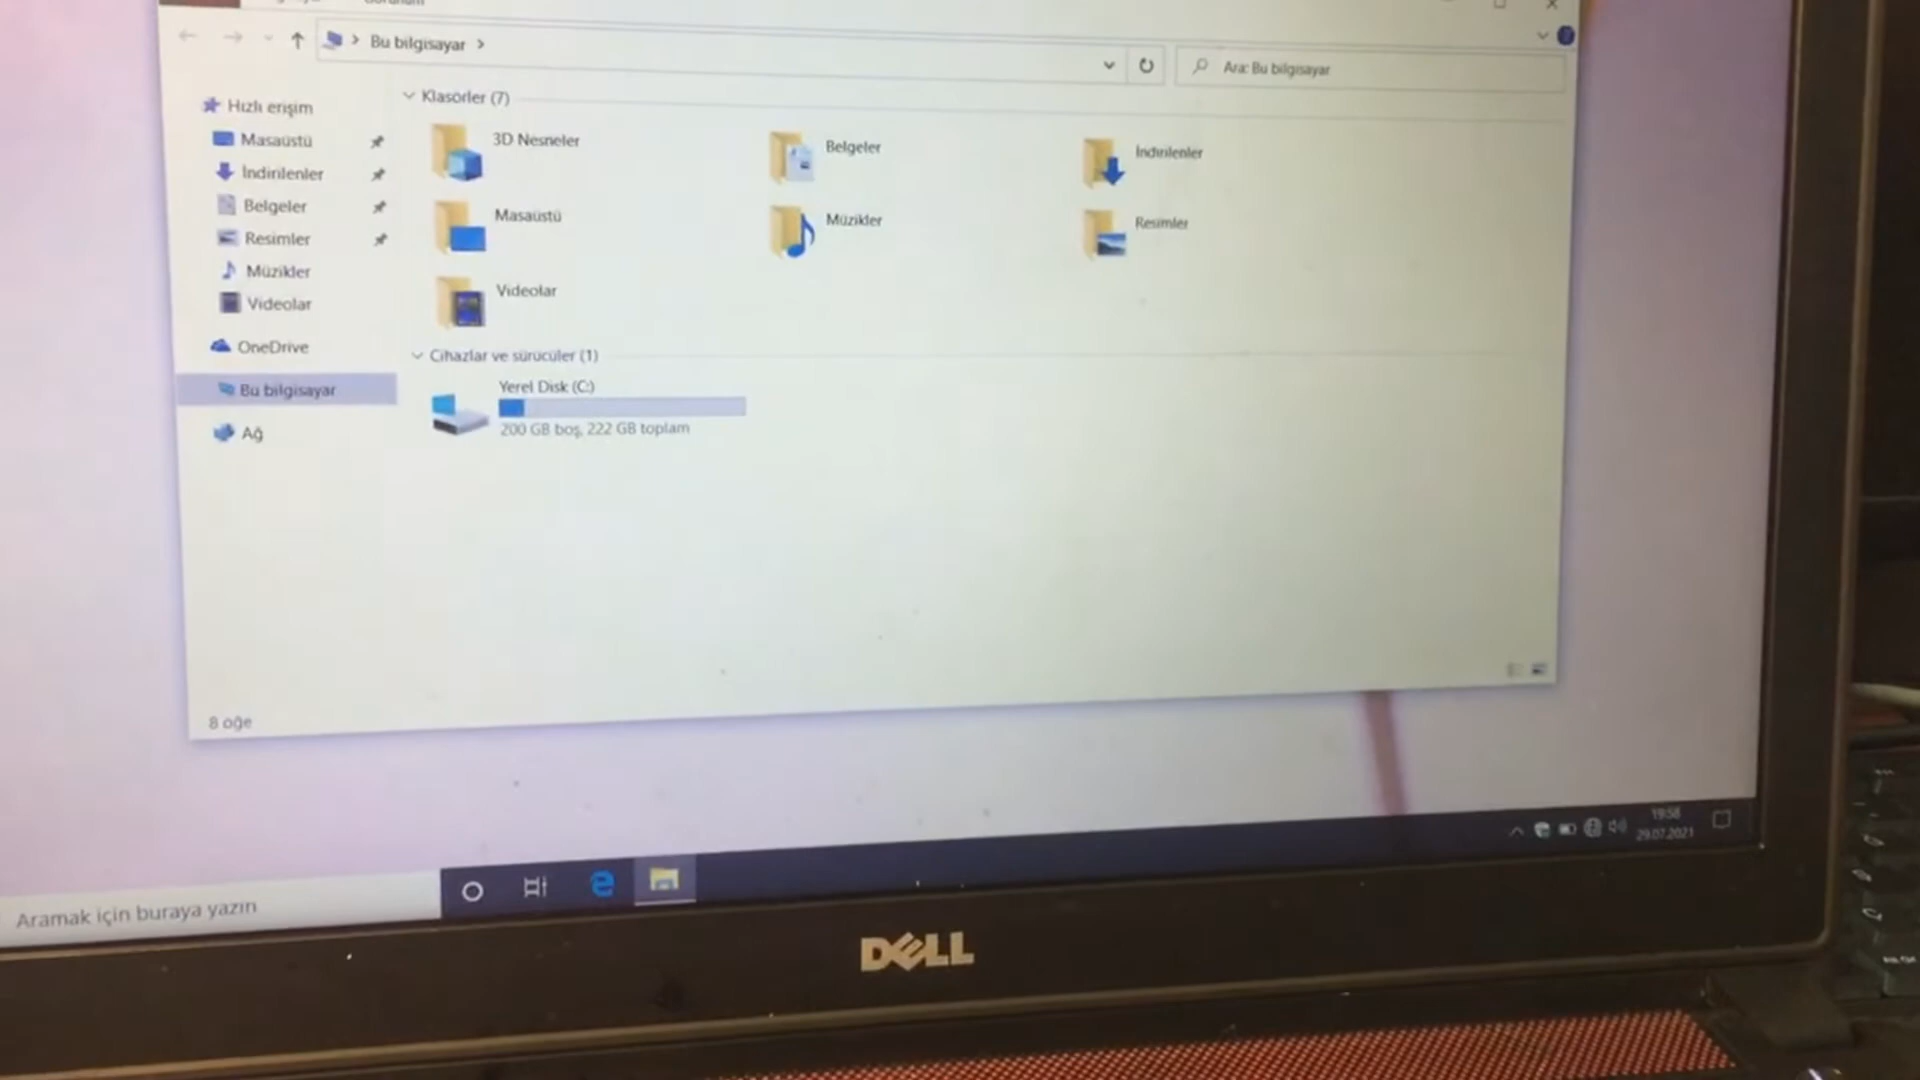 Bu bilgisayar
Ara: Bu bilgisayar
Hızlı erişim
Masaüstü
İndirilenler
Belgeler
Resimler
Müzikler
Videolar
OneDrive
Bu bilgisayar
Ağ
Klasörler (7)
3D Nesneler
Belgeler
İndirilenler
Masaüstü
Müzikler
Resimler
Videolar
Cihazlar ve sürücüler (1)
Yerel Disk (C:)
200 GB boş, 222 GB toplam
8 öğe
19:58
29.07.2021
Aramak için buraya yazın
DELL